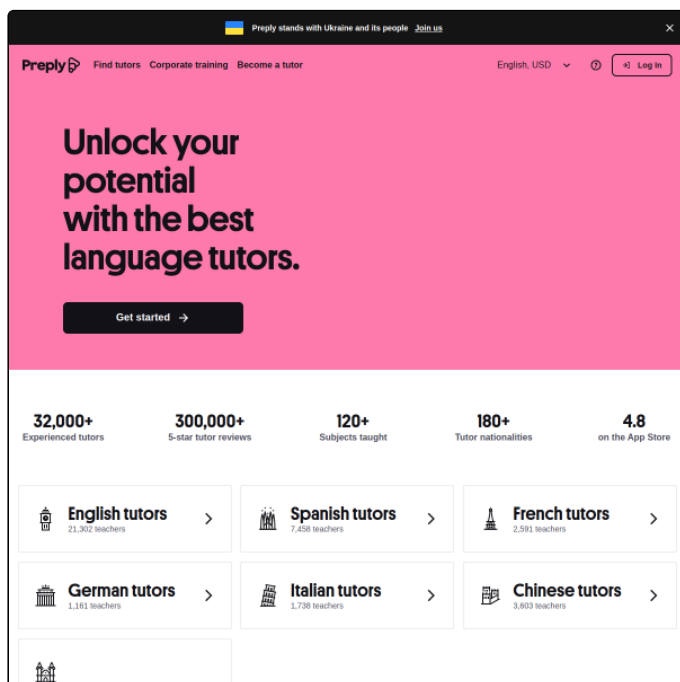 Preply stands with Ukraine and its people Join us
Preply Find tutors Corporate training Become a tutor English, USD Log In
Unlock your
potential
with the best
language tutors.
Get started
32,000+ 300,000+ 120+ 180+ 4.8
Experienced tutors 5-star tutor reviews Subjects taught Tutor nationalities on the App Store
English tutors Spanish tutors French tutors
21,302 teachers 7,458 teachers 2,591 teachers
German tutors Italian tutors Chinese tutors
1,161 teachers 1,738 teachers 3,603 teachers